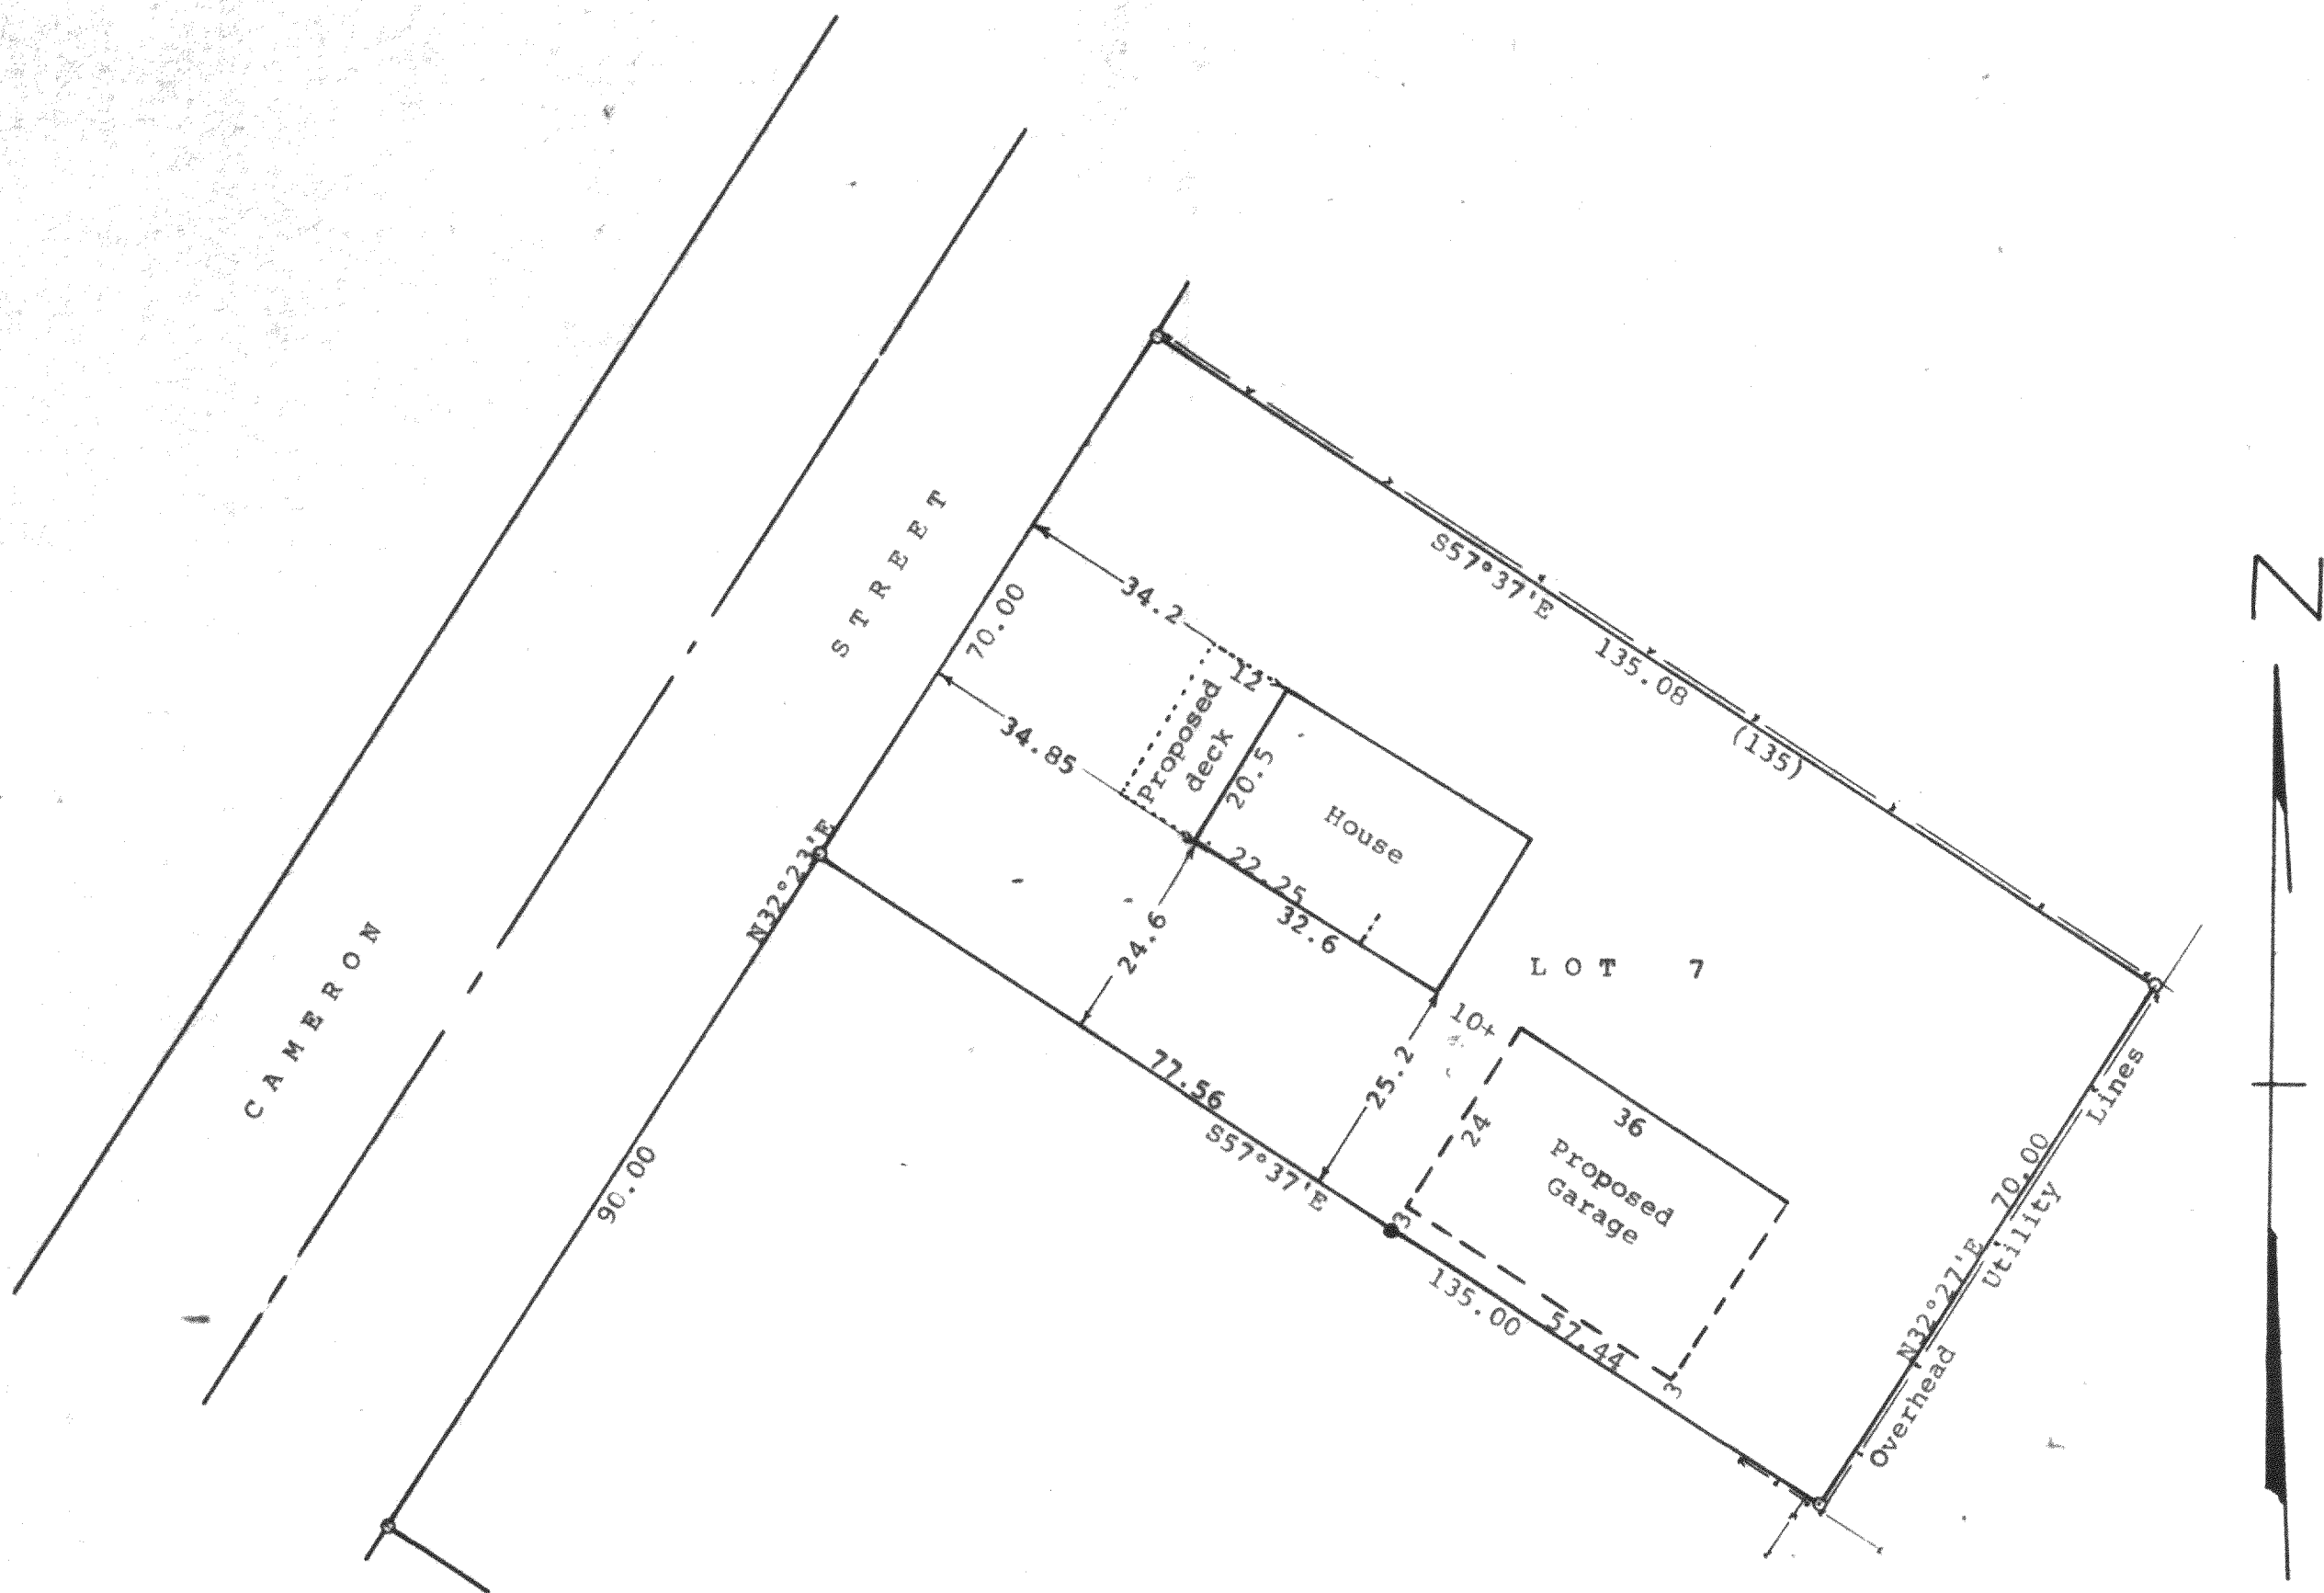 CAMERON
STREET
N
70.00
N32°23'E
90.00
S57°37'E
135.08
(135)
34.2
12
34.85
Proposed
deck
20.5
House
22.25
32.6
24.6
LOT 7
10+
25.2
77.56
S57°37'E
36
24
Proposed
Garage
3
3
135.00
57.44
N32°27'E
70.00
Overhead Utility Lines